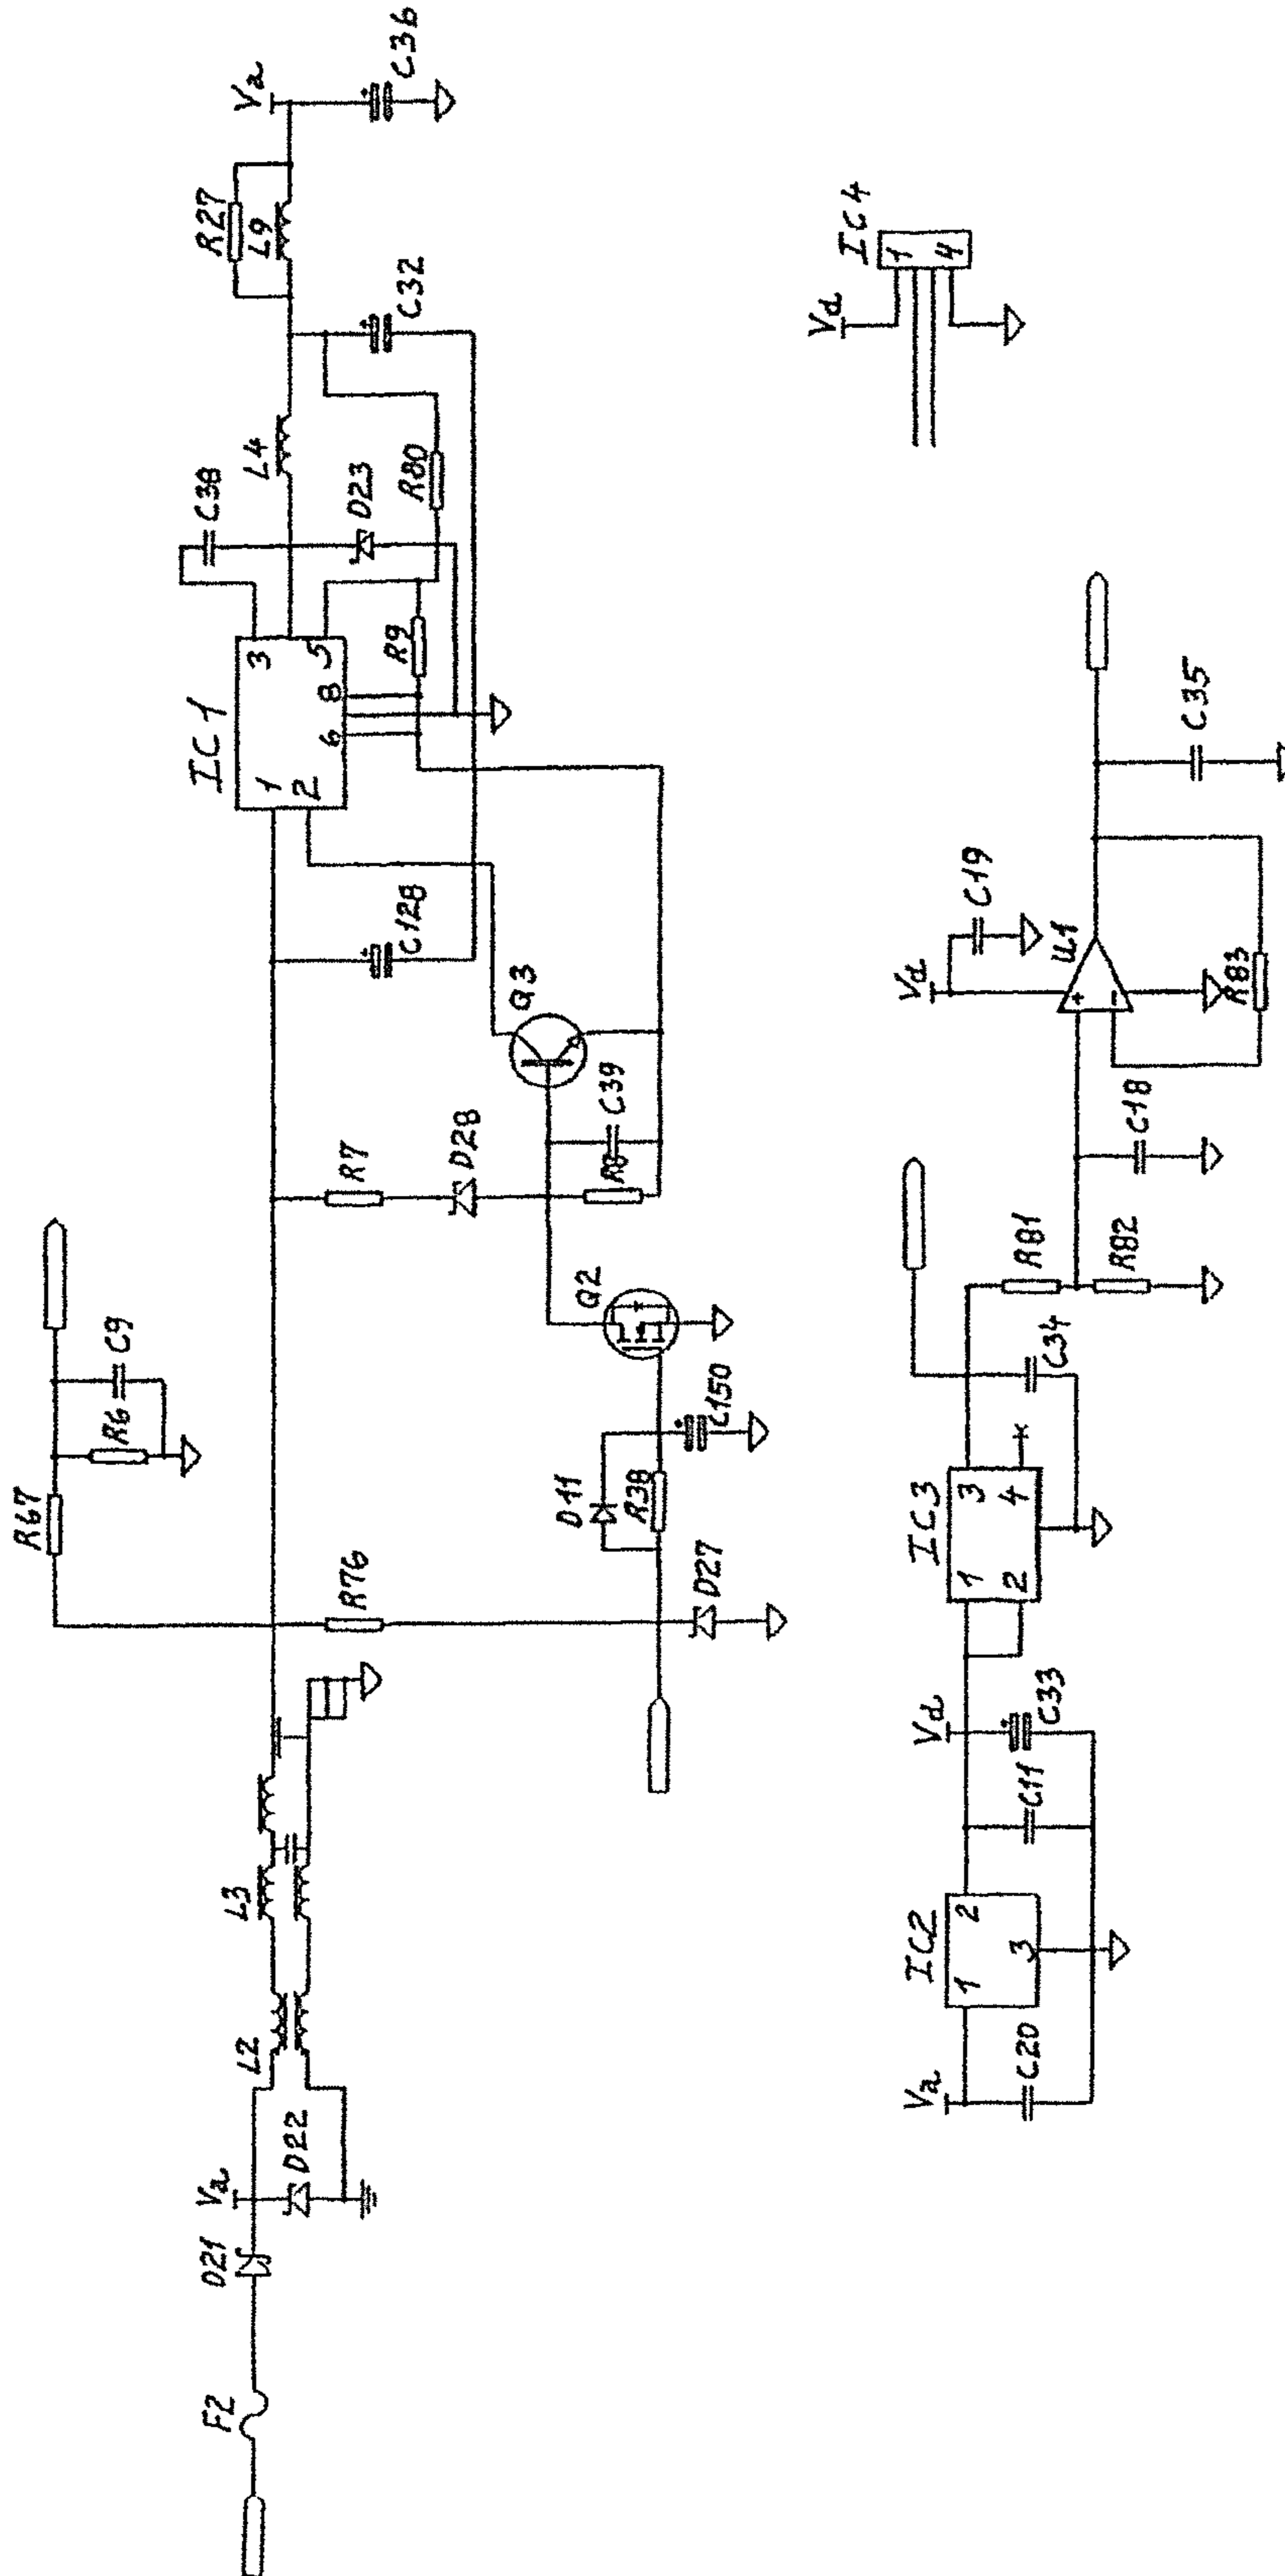 F2
D21
Va
D22
L2
L3
R67
R76
R6
C9
D27
D11
R38
C150
Q2
R7
D28
R8
C39
Q3
C128
IC1
1
2
3
5
6
8
R9
C38
D23
L4
R80
C32
R27
L9
Va
C36
Va
C20
IC2
1
2
3
C11
Vd
C33
IC3
1
2
3
4
C34
R81
R82
C18
Vd
C19
U1
+
-
R83
C35
Vd
IC4
1
4